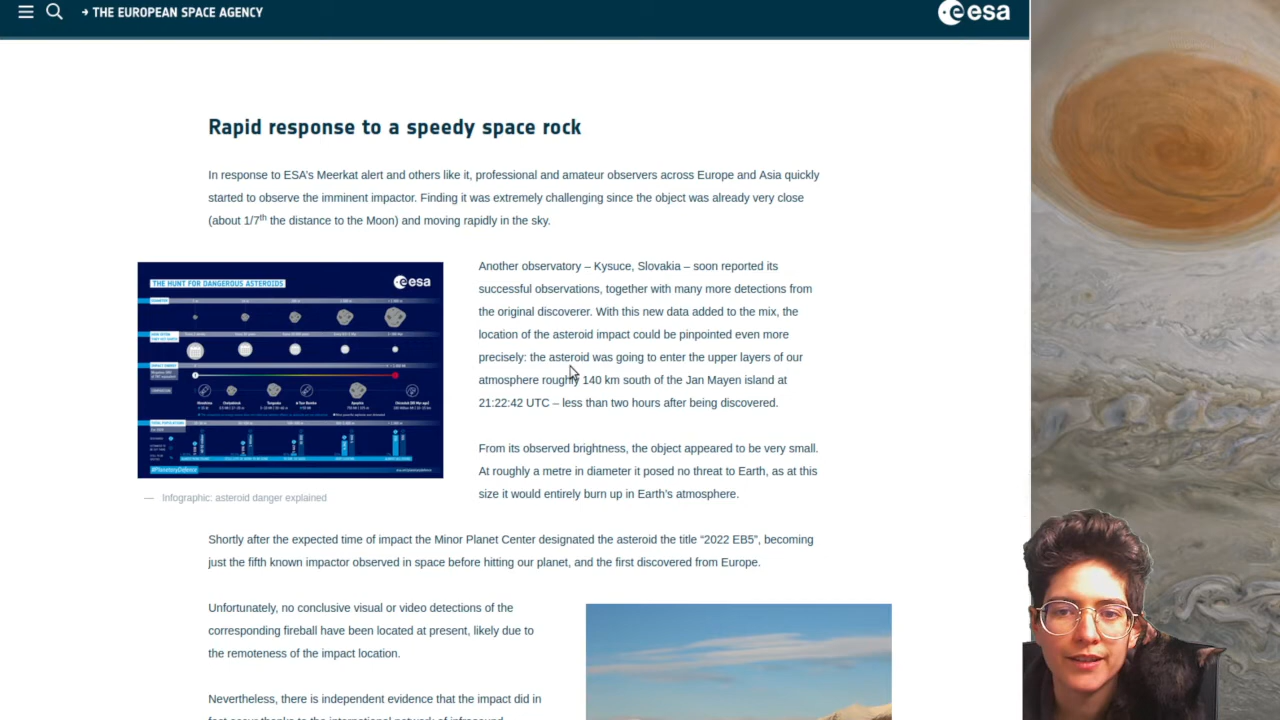 → THE EUROPEAN SPACE AGENCY
esa
Rapid response to a speedy space rock
In response to ESA's Meerkat alert and others like it, professional and amateur observers across Europe and Asia quickly
started to observe the imminent impactor. Finding it was extremely challenging since the object was already very close
(about 1/7th the distance to the Moon) and moving rapidly in the sky.
THE HUNT FOR DANGEROUS ASTEROIDS
esa
#PlanetaryDefence
— Infographic: asteroid danger explained
Another observatory – Kysuce, Slovakia – soon reported its
successful observations, together with many more detections from
the original discoverer. With this new data added to the mix, the
location of the asteroid impact could be pinpointed even more
precisely: the asteroid was going to enter the upper layers of our
atmosphere roughly 140 km south of the Jan Mayen island at
21:22:42 UTC – less than two hours after being discovered.
From its observed brightness, the object appeared to be very small.
At roughly a metre in diameter it posed no threat to Earth, as at this
size it would entirely burn up in Earth's atmosphere.
Shortly after the expected time of impact the Minor Planet Center designated the asteroid the title “2022 EB5”, becoming
just the fifth known impactor observed in space before hitting our planet, and the first discovered from Europe.
Unfortunately, no conclusive visual or video detections of the
corresponding fireball have been located at present, likely due to
the remoteness of the impact location.
Nevertheless, there is independent evidence that the impact did in
fact occur thanks to the international network of infrasound